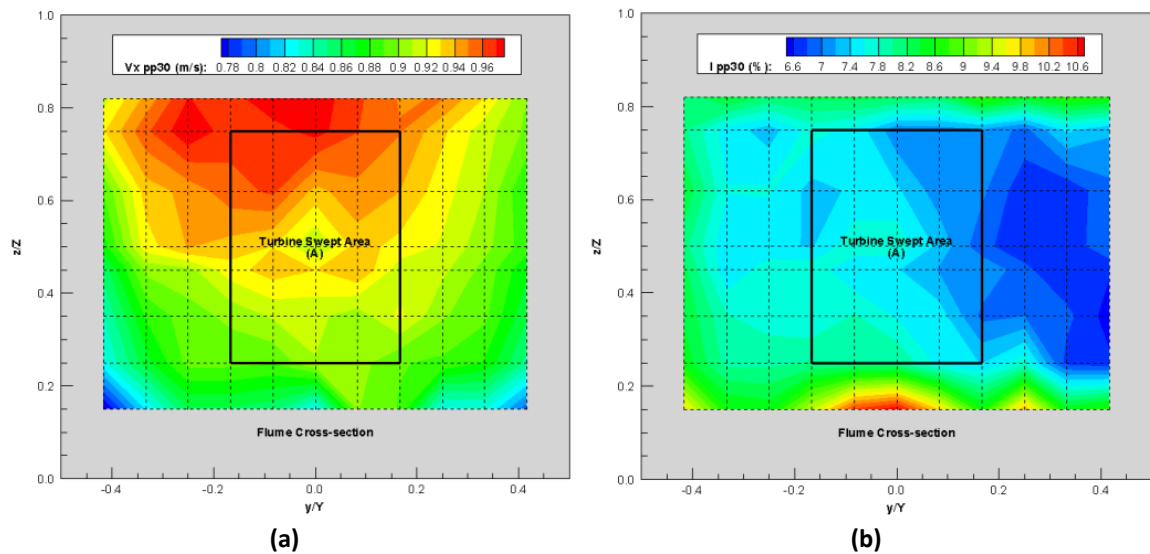 Vx pp30 (m/s): 0.78 0.8 0.82 0.84 0.86 0.88 0.9 0.92 0.94 0.96
1.0
0.8
0.6
0.4
0.2
0.0
z/Z
Turbine Swept Area
(A)
Flume Cross-section
-0.4 -0.2 0.0 0.2 0.4
y/Y
(a)
I pp30 (%): 6.6 7 7.4 7.8 8.2 8.6 9 9.4 9.8 10.2 10.6
1.0
0.8
0.6
0.4
0.2
0.0
z/Z
Turbine Swept Area
(A)
Flume Cross-section
-0.4 -0.2 0.0 0.2 0.4
y/Y
(b)